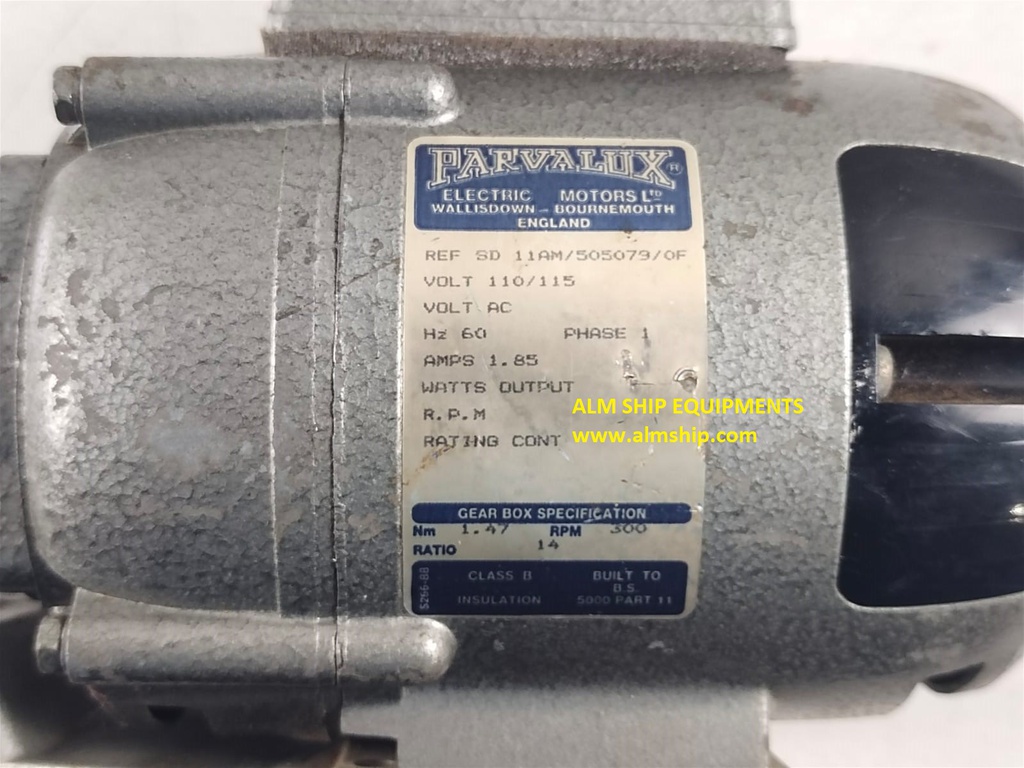 PARVALUX ®
ELECTRIC MOTORS LTD
WALLISDOWN - BOURNEMOUTH
ENGLAND
REF SD 11AM/505079/0F
VOLT 110/115
VOLT AC
Hz 60 PHASE 1
AMPS 1.85
WATTS OUTPUT
R.P.M
RATING CONT
ALM SHIP EQUIPMENTS
www.almship.com
GEAR BOX SPECIFICATION
Nm 1.47 RPM 300
RATIO 14
CLASS B BUILT TO
B.S.
INSULATION 5000 PART 11
5256-88